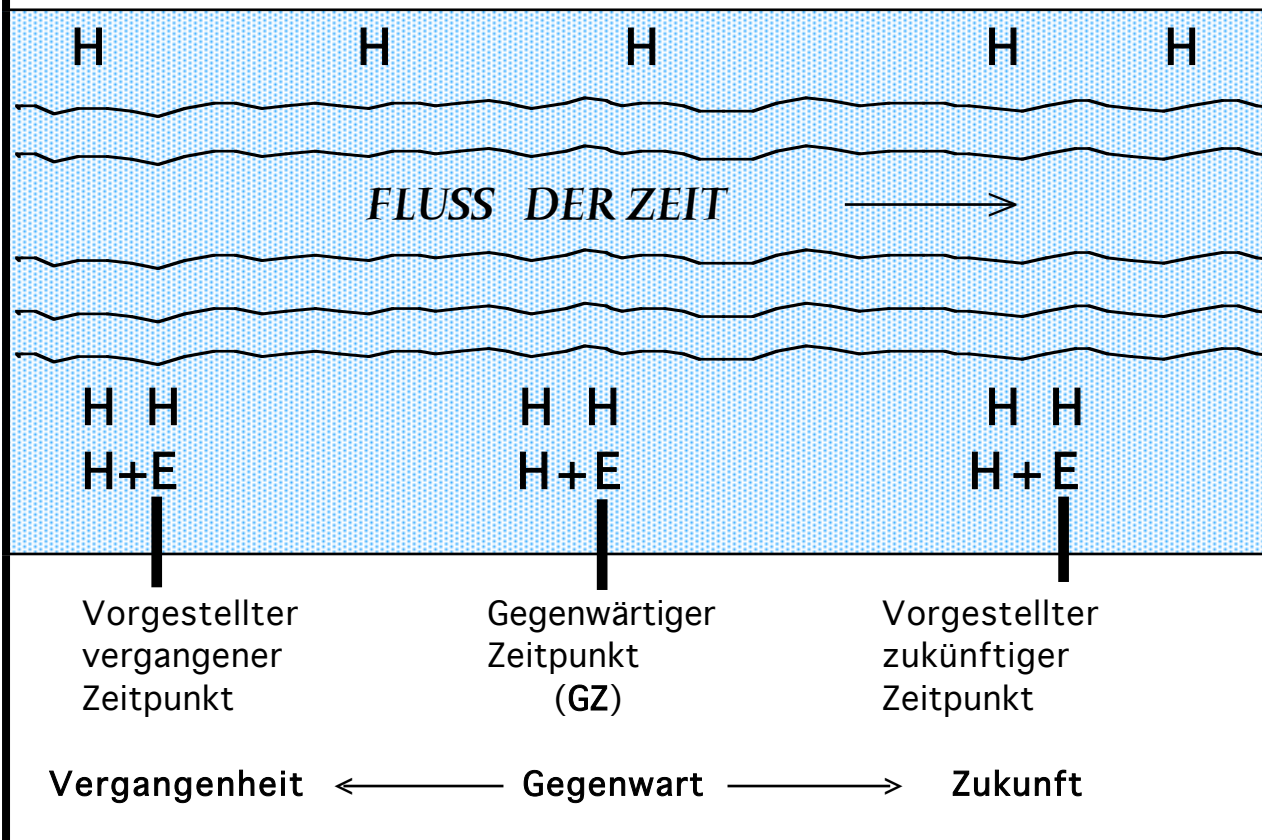 H H H H H
FLUSS DER ZEIT
H H H H H H
H+E H+E H+E
Vorgestellter Gegenwärtiger Vorgestellter
vergangener Zeitpunkt zukünftiger
Zeitpunkt (GZ) Zeitpunkt
Vergangenheit Gegenwart Zukunft